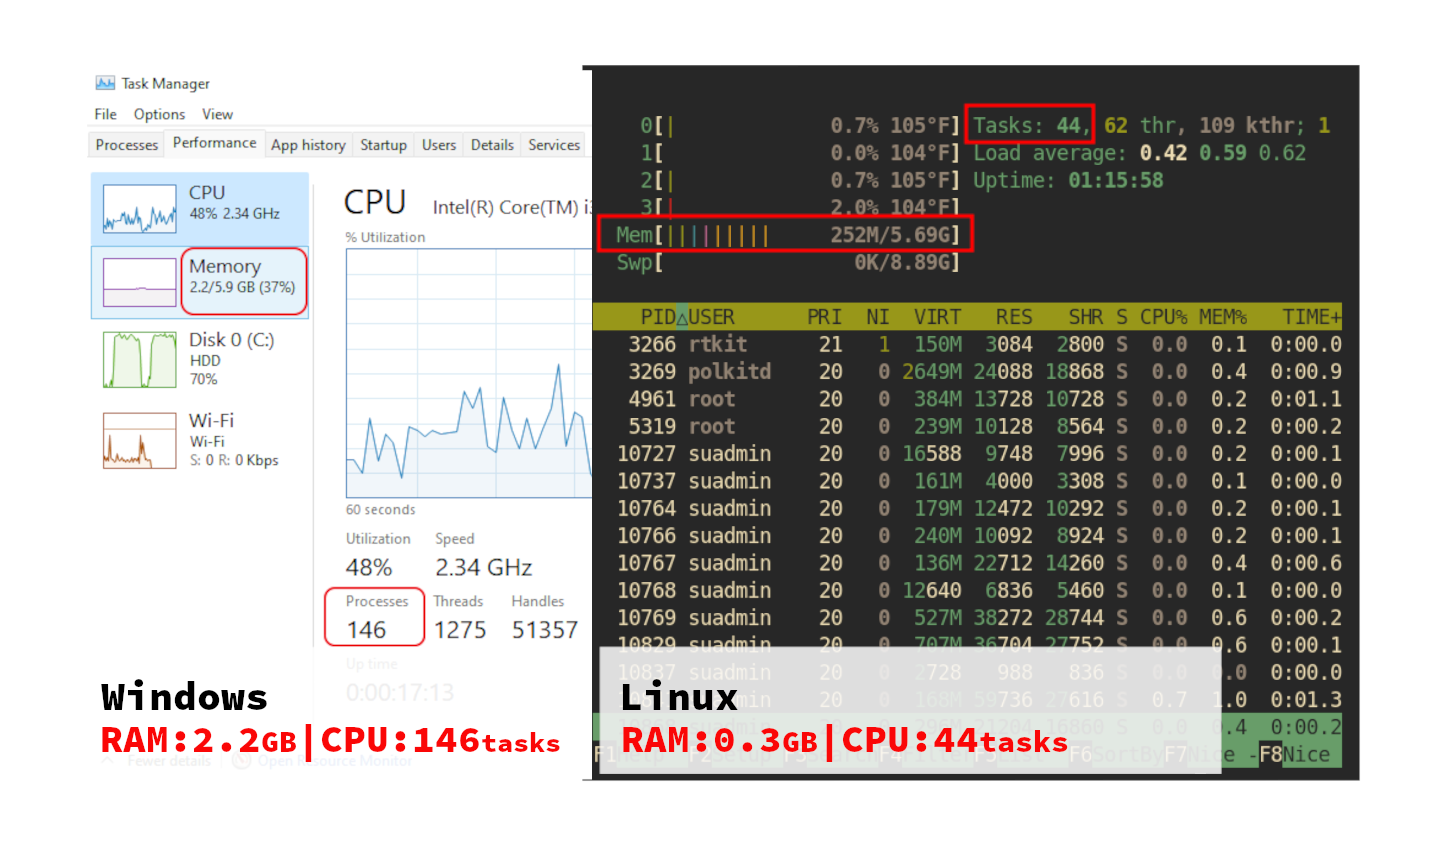 Task Manager
File Options View
Processes Performance App history Startup Users Details Services
CPU
48% 2.34 GHz
Memory
2.2/5.9 GB (37%)
Disk 0 (C:)
HDD
70%
Wi-Fi
Wi-Fi
S: 0 R: 0 Kbps
CPU Intel(R) Core(TM) i
% Utilization
60 seconds
Utilization Speed
48% 2.34 GHz
Processes Threads Handles
146 1275 51357
Up time
0:00:17:13
Fewer details Open Resource Monitor
Windows
RAM:2.2GB|CPU:146tasks
0[| 0.7% 105°F] Tasks: 44, 62 thr, 109 kthr; 1
1[ 0.0% 104°F] Load average: 0.42 0.59 0.62
2[| 0.7% 105°F] Uptime: 01:15:58
3[| 2.0% 104°F]
Mem[||||||||| 252M/5.69G]
Swp[ 0K/8.89G]
PID△USER PRI NI VIRT RES SHR S CPU% MEM% TIME+
3266 rtkit 21 1 150M 3084 2800 S 0.0 0.1 0:00.0
3269 polkitd 20 0 2649M 24088 18868 S 0.0 0.4 0:00.9
4961 root 20 0 384M 13728 10728 S 0.0 0.2 0:01.1
5319 root 20 0 239M 10128 8564 S 0.0 0.2 0:00.2
10727 suadmin 20 0 16588 9748 7996 S 0.0 0.2 0:00.1
10737 suadmin 20 0 161M 4000 3308 S 0.0 0.1 0:00.0
10764 suadmin 20 0 179M 12472 10292 S 0.0 0.2 0:00.1
10766 suadmin 20 0 240M 10092 8924 S 0.0 0.2 0:00.1
10767 suadmin 20 0 136M 22712 14260 S 0.0 0.4 0:00.6
10768 suadmin 20 0 12640 6836 5460 S 0.0 0.1 0:00.0
10769 suadmin 20 0 527M 38272 28744 S 0.0 0.6 0:00.2
10829 suadmin 20 0 707M 36704 27752 S 0.0 0.6 0:00.1
10837 suadmin 20 0 2728 988 836 S 0.0 0.0 0:00.0
suadmin 20 0 168M 59736 27616 S 0.7 1.0 0:01.3
suadmin 16860 S 0.0 0.4 0:00.2
F1 F2Setup F4 F6SortBy F7Nice - F8Nice
Linux
RAM:0.3GB|CPU:44tasks